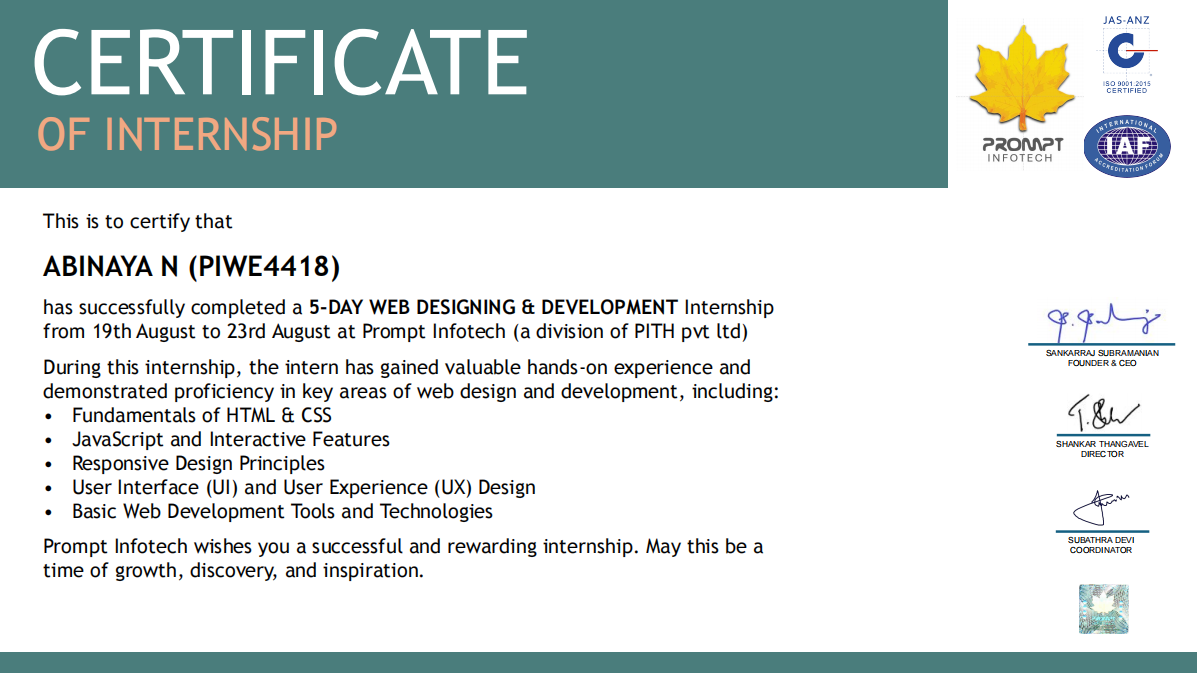 CERTIFICATE
OF INTERNSHIP
JAS-ANZ
ISO 9001:2015
CERTIFIED
PROMPT
INFOTECH
INTERNATIONAL
IAF
ACCREDITATION FORUM
This is to certify that
ABINAYA N (PIWE4418)
has successfully completed a 5-DAY WEB DESIGNING & DEVELOPMENT Internship
from 19th August to 23rd August at Prompt Infotech (a division of PITH pvt ltd)
During this internship, the intern has gained valuable hands-on experience and
demonstrated proficiency in key areas of web design and development, including:
• Fundamentals of HTML & CSS
• JavaScript and Interactive Features
• Responsive Design Principles
• User Interface (UI) and User Experience (UX) Design
• Basic Web Development Tools and Technologies
Prompt Infotech wishes you a successful and rewarding internship. May this be a
time of growth, discovery, and inspiration.
SANKARRAJ SUBRAMANIAN
FOUNDER & CEO
SHANKAR THANGAVEL
DIRECTOR
SUBATHRA DEVI
COORDINATOR